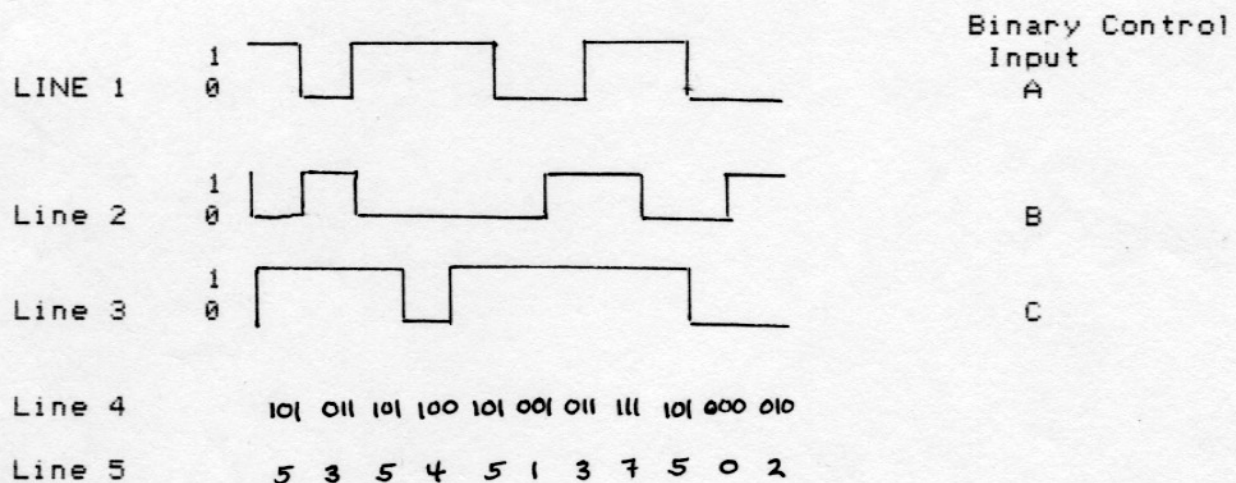 Binary Control
Input
1
LINE 1 0 A
1
Line 2 0 B
1
Line 3 0 C
Line 4 101 011 101 100 101 001 011 111 101 000 010
Line 5 5 3 5 4 5 1 3 7 5 0 2